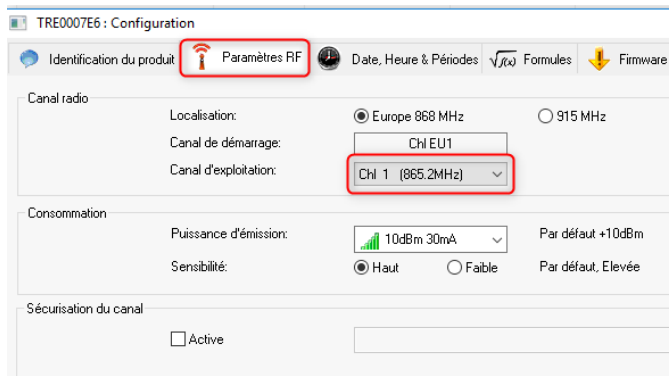 TRE0007E6 : Configuration
Identification du produit Paramètres RF Date, Heure & Périodes √f(x) Formules Firmware
Canal radio
Localisation: Europe 868 MHz 915 MHz
Canal de démarrage: Chl EU1
Canal d'exploitation: Chl 1 (865.2MHz)
Consommation
Puissance d'émission: 10dBm 30mA Par défaut +10dBm
Sensibilité: Haut Faible Par défaut, Elevée
Sécurisation du canal
Active